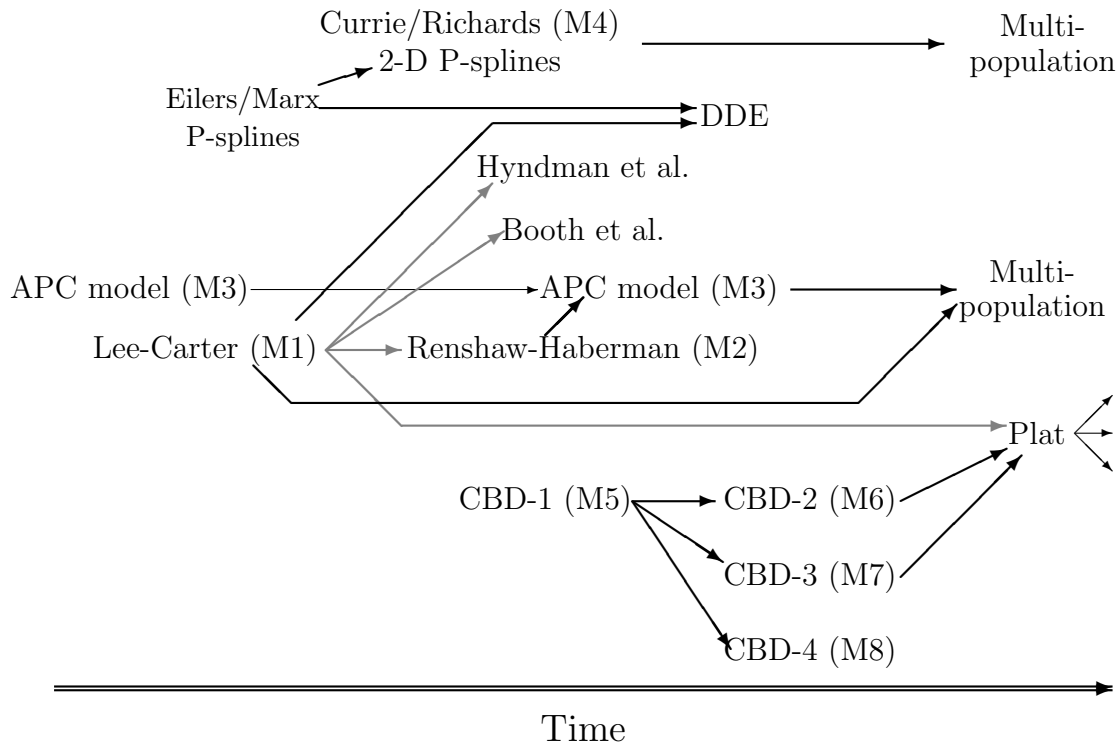 Currie/Richards (M4)
2-D P-splines
Multi-
population
Eilers/Marx
P-splines
DDE
Hyndman et al.
Booth et al.
APC model (M3)
APC model (M3)
Multi-
population
Lee-Carter (M1)
Renshaw-Haberman (M2)
Plat
CBD-1 (M5)
CBD-2 (M6)
CBD-3 (M7)
CBD-4 (M8)
Time